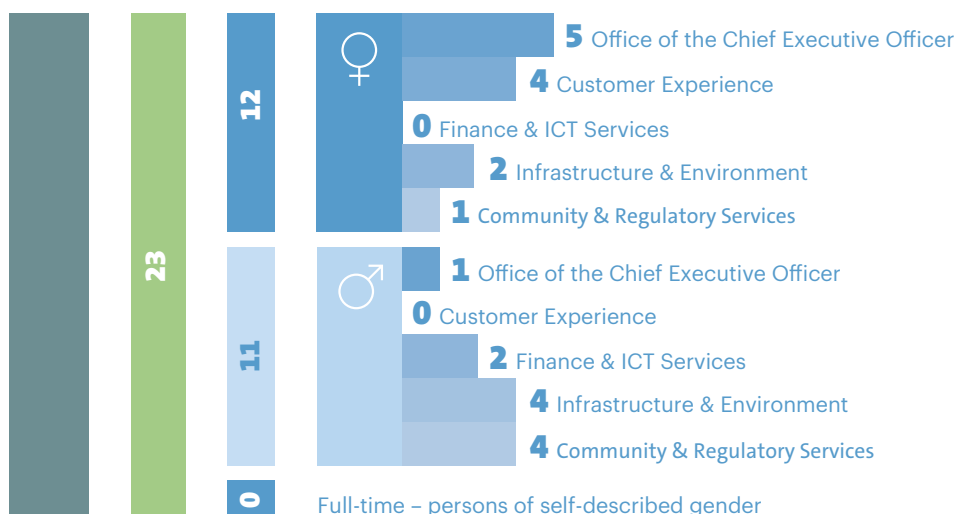 23
12
5 Office of the Chief Executive Officer
4 Customer Experience
0 Finance & ICT Services
2 Infrastructure & Environment
1 Community & Regulatory Services
11
1 Office of the Chief Executive Officer
0 Customer Experience
2 Finance & ICT Services
4 Infrastructure & Environment
4 Community & Regulatory Services
0
Full-time – persons of self-described gender